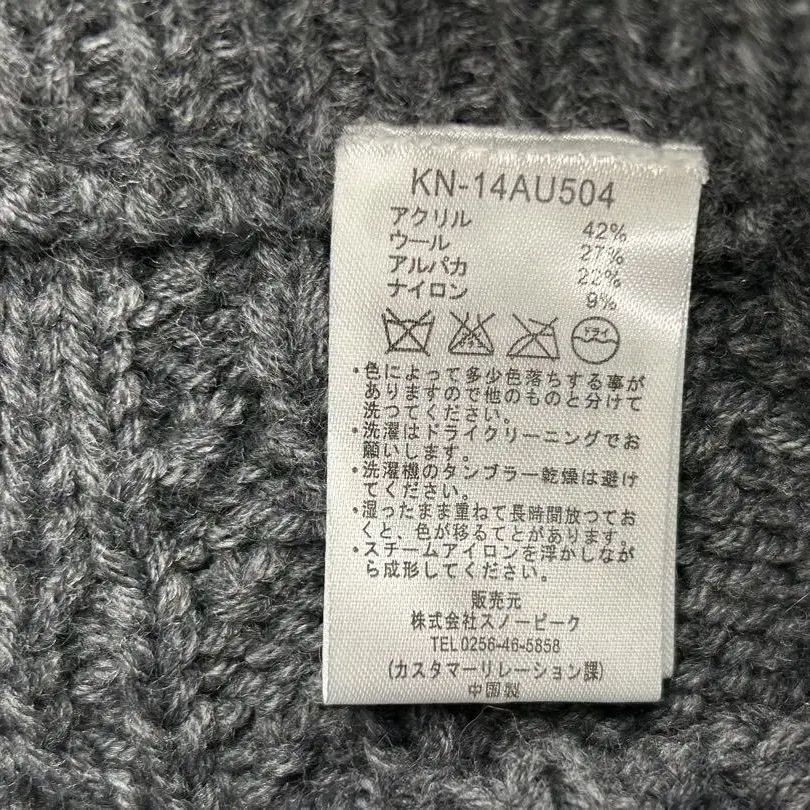 KN-14AU504
アクリル 42%
ウール 27%
アルパカ 22%
ナイロン 9%
ドライ
・色によって多少色落ちする事が
ありますので他のものと分けて
洗つてください。
・洗濯はドライクリーニングでお
願いします。
・洗濯機のタンブラー乾燥は避け
てください。
・湿ったまま重ねて長時間放っておくと
くと、色が移るてとがあります。
・スチームアイロンを浮かしなが
ら成形してください。
販売元
株式会社スノーピーク
TEL0256-46-5858
(カスタマーリレーション課)
中国製